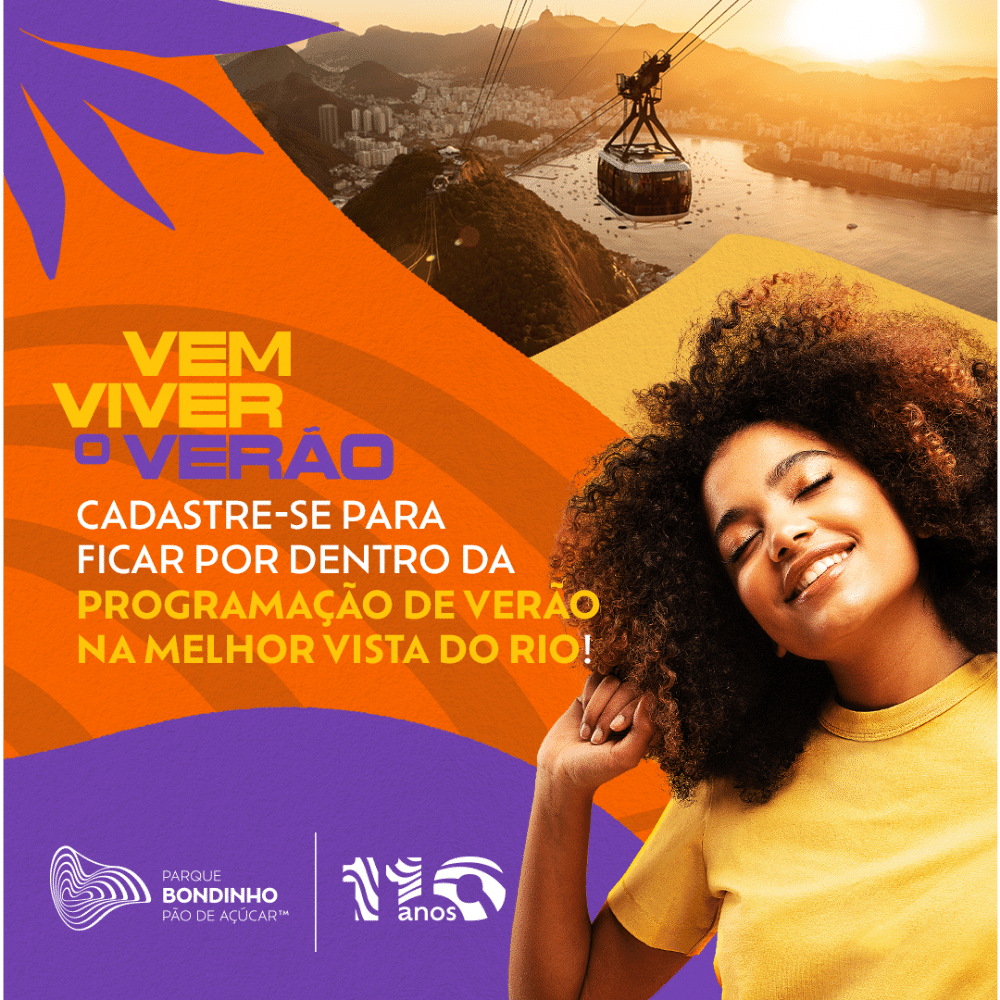 VEM
VIVER
O VERÃO
CADASTRE-SE PARA
FICAR POR DENTRO DA
PROGRAMAÇÃO DE VERÃO
NA MELHOR VISTA DO RIO!
PARQUE
BONDINHO
PÃO DE AÇÚCAR™
110
anos